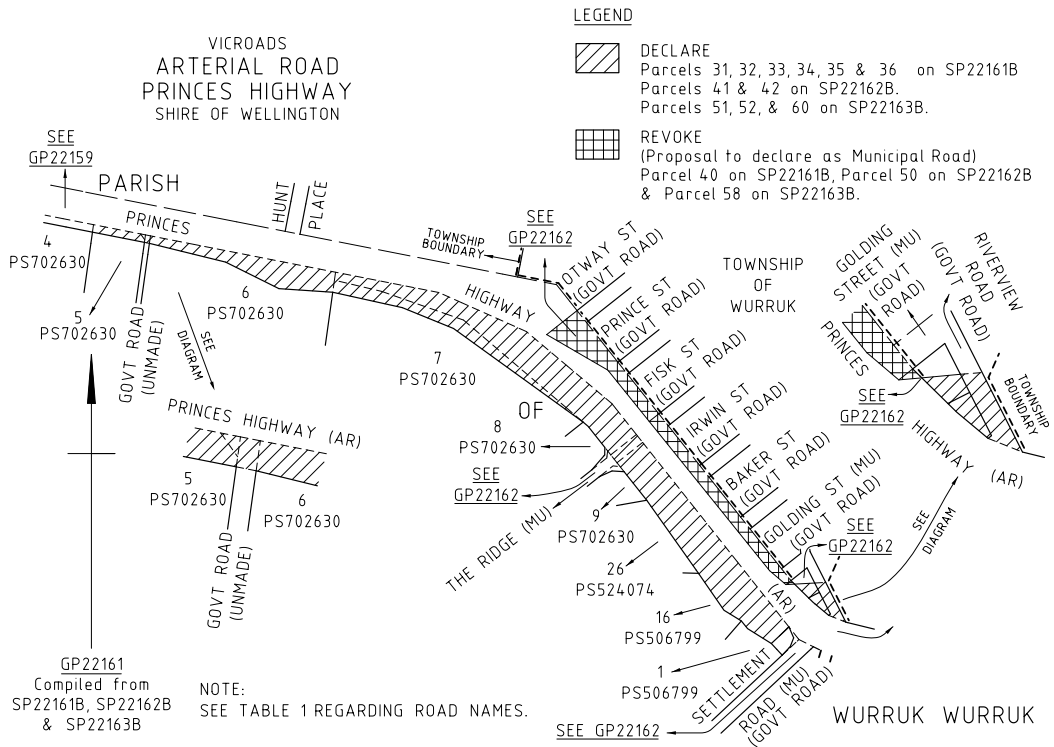 LEGEND
VICROADS
ARTERIAL ROAD
PRINCES HIGHWAY
SHIRE OF WELLINGTON
DECLARE
Parcels 31, 32, 33, 34, 35 & 36 on SP22161B
Parcels 41 & 42 on SP22162B.
Parcels 51, 52, & 60 on SP22163B.
REVOKE
(Proposal to declare as Municipal Road)
Parcel 40 on SP22161B, Parcel 50 on SP22162B
& Parcel 58 on SP22163B.
SEE
GP22159
PARISH
HUNT
PLACE
PRINCES
TOWNSHIP
BOUNDARY
SEE
GP22162
OTWAY ST
(GOVT ROAD)
PRINCE ST
(GOVT ROAD)
FISK ST
(GOVT ROAD)
IRWIN ST
(GOVT ROAD)
BAKER ST
(GOVT ROAD)
GOLDING ST (MU)
(GOVT ROAD)
TOWNSHIP
OF
WURRUK
GOLDING
STREET (MU)
(GOVT
ROAD)
RIVERVIEW
ROAD
(GOVT ROAD)
PRINCES
SEE
GP22162
TOWNSHIP
BOUNDARY
HIGHWAY (AR)
SEE
DIAGRAM
4
PS702630
5
PS702630
GOVT ROAD
(UNMADE)
6
PS702630
SEE
DIAGRAM
HIGHWAY
7
PS702630
OF
8
PS702630
SEE
GP22162
THE RIDGE (MU)
9
PS702630
26
PS524074
16
PS506799
1
PS506799
(AR)
SEE
GP22162
PRINCES HIGHWAY (AR)
5
PS702630
6
PS702630
GOVT ROAD
(UNMADE)
SETTLEMENT
ROAD (MU)
(GOVT ROAD)
SEE GP22162
WURRUK WURRUK
GP22161
Compiled from
SP22161B, SP22162B
& SP22163B
NOTE:
SEE TABLE 1 REGARDING ROAD NAMES.